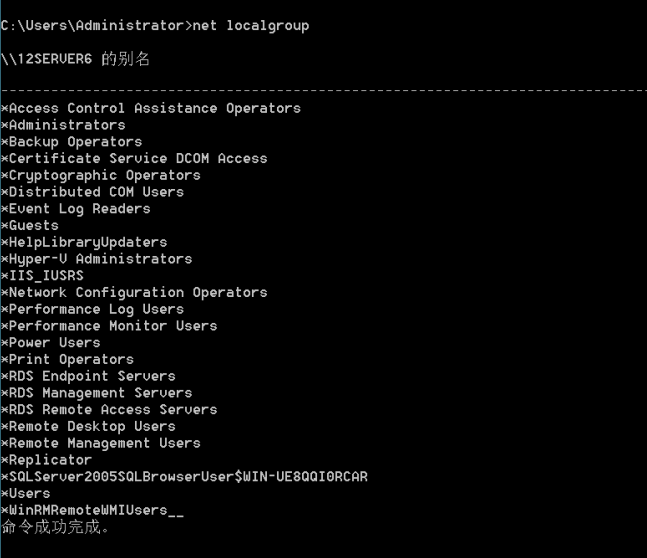 C:\Users\Administrator>net localgroup
\\12SERVER6 的别名
-------------------------------------------------------------------------------
*Access Control Assistance Operators
*Administrators
*Backup Operators
*Certificate Service DCOM Access
*Cryptographic Operators
*Distributed COM Users
*Event Log Readers
*Guests
*HelpLibraryUpdaters
*Hyper-V Administrators
*IIS_IUSRS
*Network Configuration Operators
*Performance Log Users
*Performance Monitor Users
*Power Users
*Print Operators
*RDS Endpoint Servers
*RDS Management Servers
*RDS Remote Access Servers
*Remote Desktop Users
*Remote Management Users
*Replicator
*SQLServer2005SQLBrowserUser$WIN-UE8QQI0RCAR
*Users
*WinRMRemoteWMIUsers__
命令成功完成。